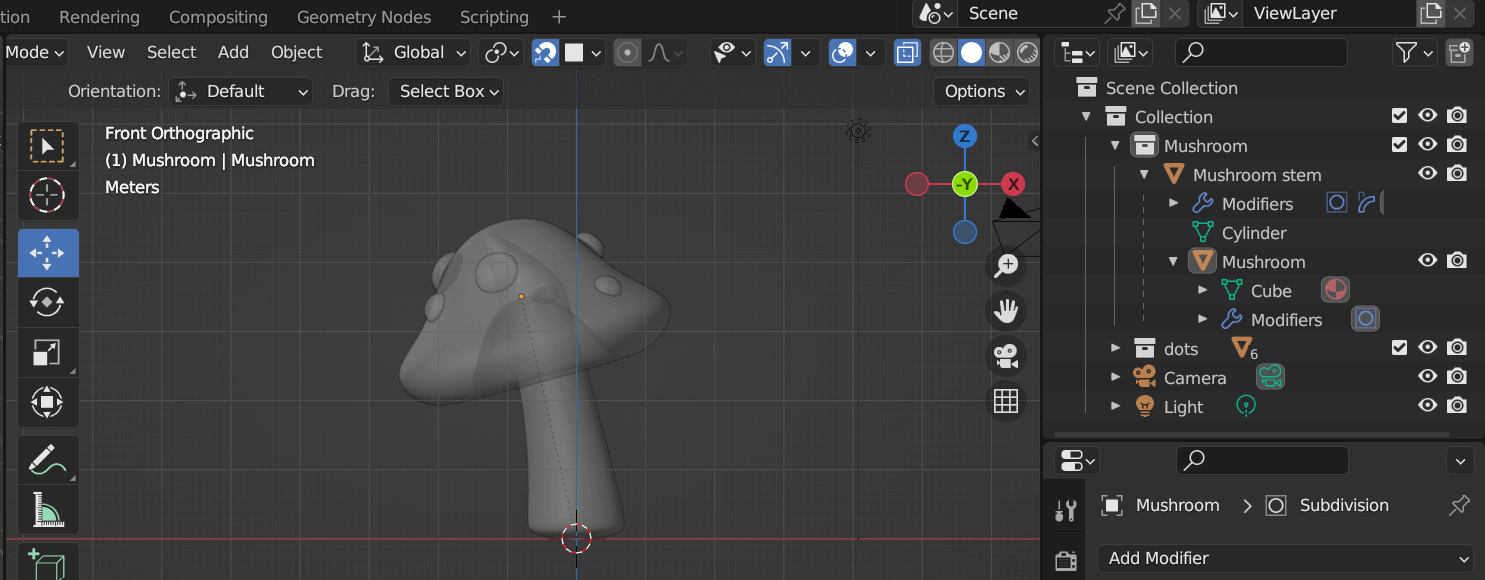 tion Rendering Compositing Geometry Nodes Scripting + Scene ViewLayer
Mode View Select Add Object Global
Orientation: Default Drag: Select Box Options
Scene Collection
Front Orthographic
(1) Mushroom | Mushroom
Meters
Z
-Y
X
Collection
Mushroom
Mushroom stem
Modifiers
Cylinder
Mushroom
Cube
Modifiers
dots 6
Camera
Light
Mushroom > Subdivision
Add Modifier